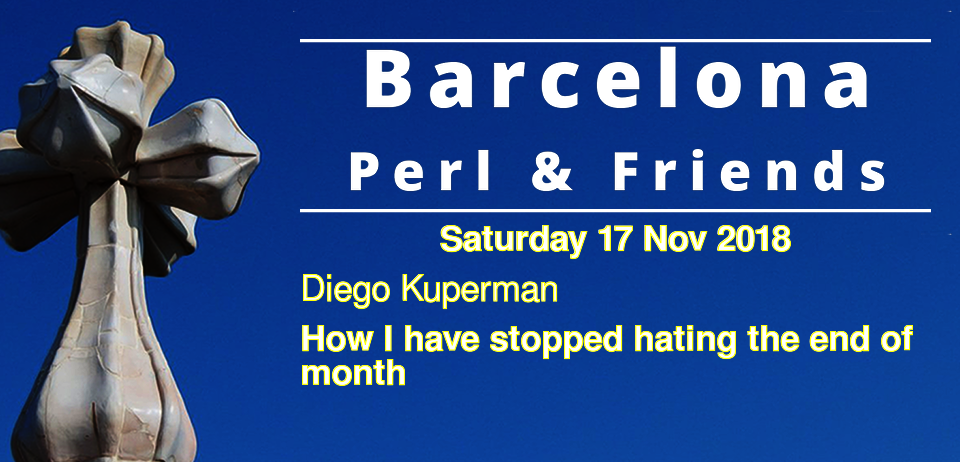 Barcelona
Perl & Friends
Saturday 17 Nov 2018
Diego Kuperman
How I have stopped hating the end of
month